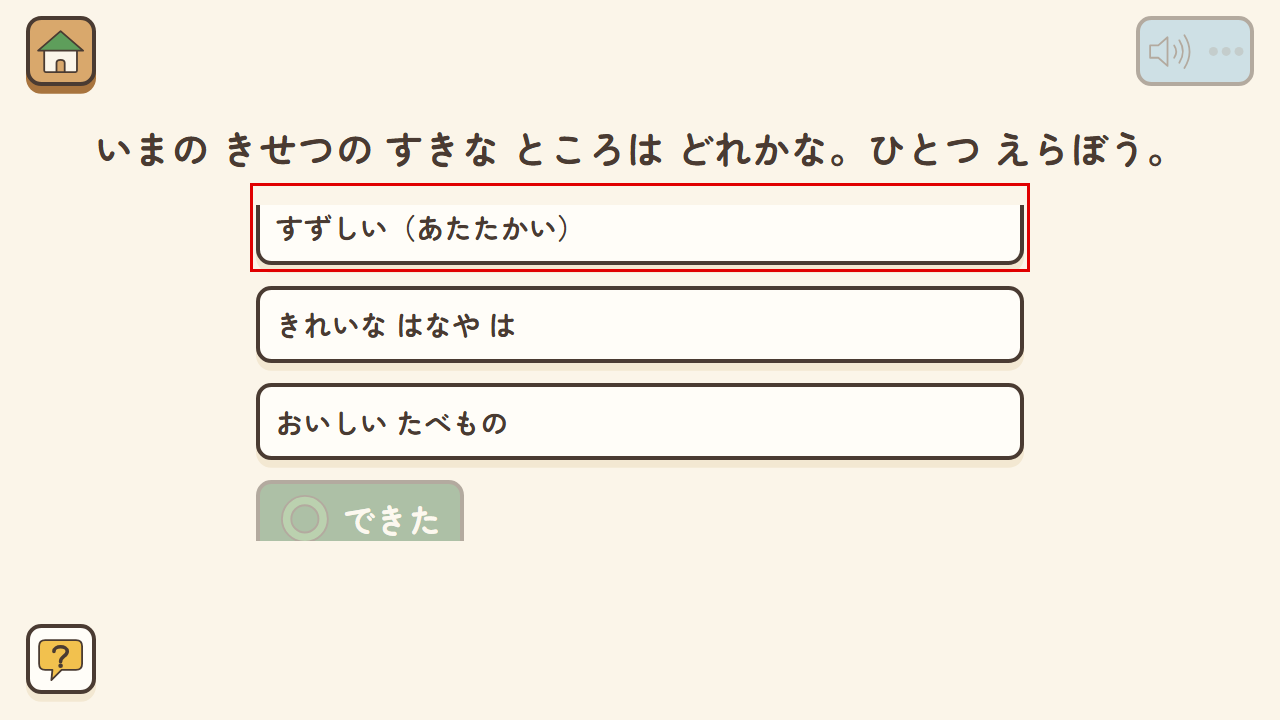 いまの きせつの すきな ところは どれかな。ひとつ えらぼう。
すずしい（あたたかい）
きれいな はなや は
おいしい たべもの
できた
?